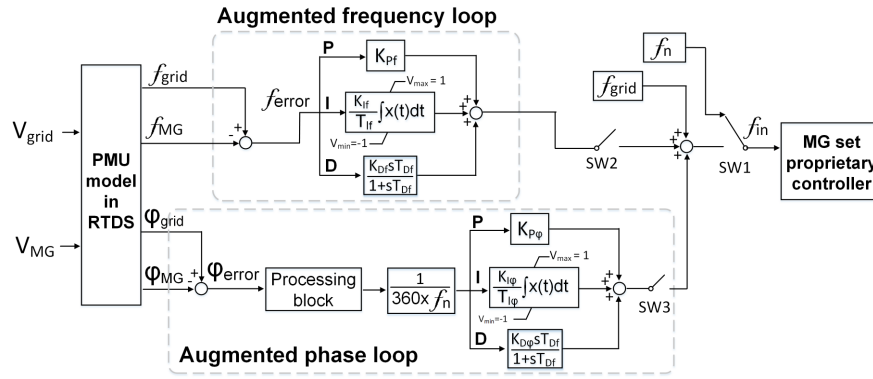 Augmented frequency loop
V_grid
V_MG
PMU
model
in
RTDS
f_grid
f_MG
φ_grid
φ_MG
+
-
f_error
P
I
D
K_Pf
V_max = 1
K_If
T_If
∫x(t)dt
V_min=-1
K_Df sT_Df
1+sT_Df
+
+
+
SW2
f_n
f_grid
+
+
+
SW1
f_in
MG set
proprietary
controller
+
-
φ_error
Processing
block
1
360x f_n
P
I
D
K_Pφ
V_max = 1
K_Iφ
T_Iφ
∫x(t)dt
V_min=-1
K_Dφ sT_Df
1+sT_Df
+
+
+
SW3
Augmented phase loop